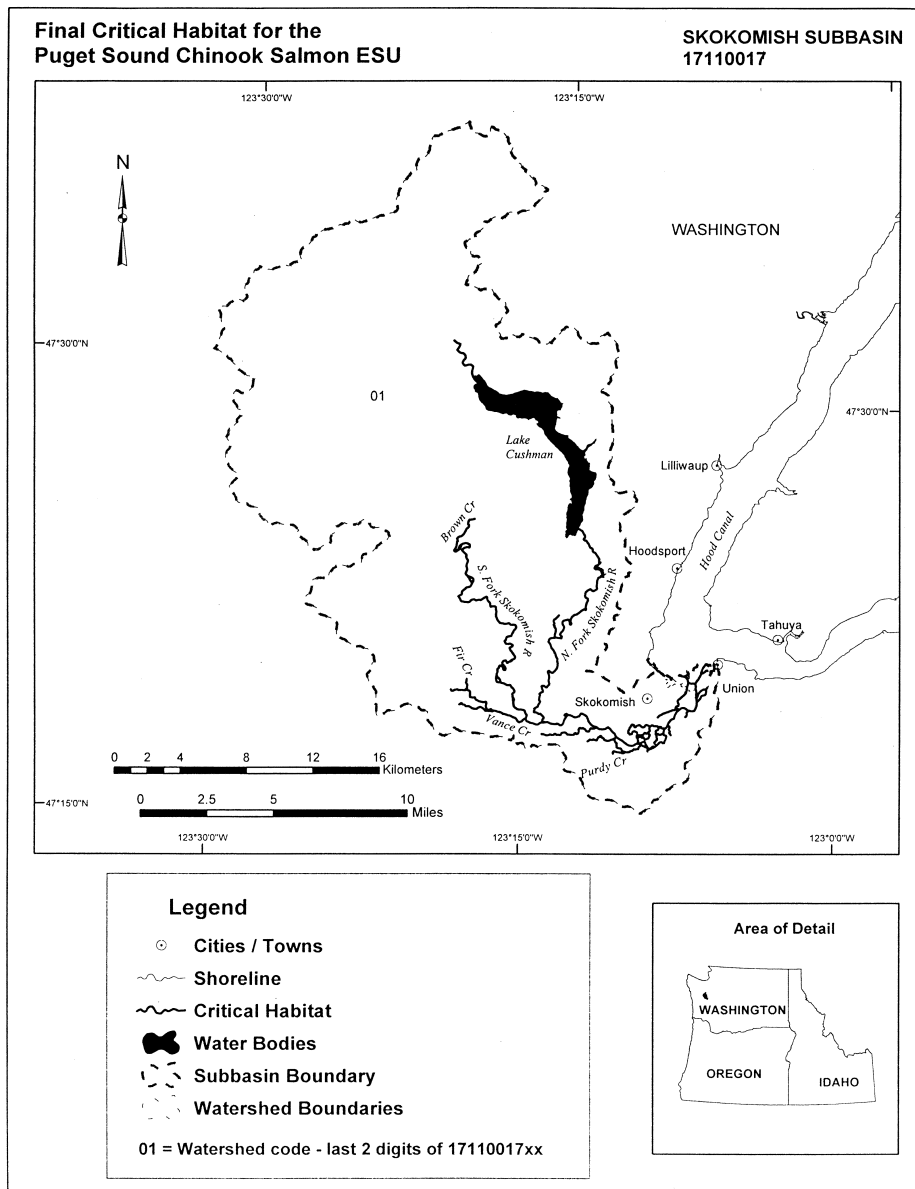 Final Critical Habitat for the
Puget Sound Chinook Salmon ESU
SKOKOMISH SUBBASIN
17110017
123°30'0"W
123°15'0"W
N
WASHINGTON
47°30'0"N
01
47°30'0"N
Lake
Cushman
Lilliwaup
Brown Cr
Hood Canal
Hoodsport
S. Fork Skokomish R
N. Fork Skokomish R
Tahuya
Fir Cr
Union
Skokomish
Vance Cr
Purdy Cr
0 2 4 8 12 16
Kilometers
0 2.5 5 10
Miles
47°15'0"N
123°30'0"W
123°15'0"W
123°0'0"W
Legend
Cities / Towns
Shoreline
Critical Habitat
Water Bodies
Subbasin Boundary
Watershed Boundaries
01 = Watershed code - last 2 digits of 17110017xx
Area of Detail
WASHINGTON
OREGON
IDAHO